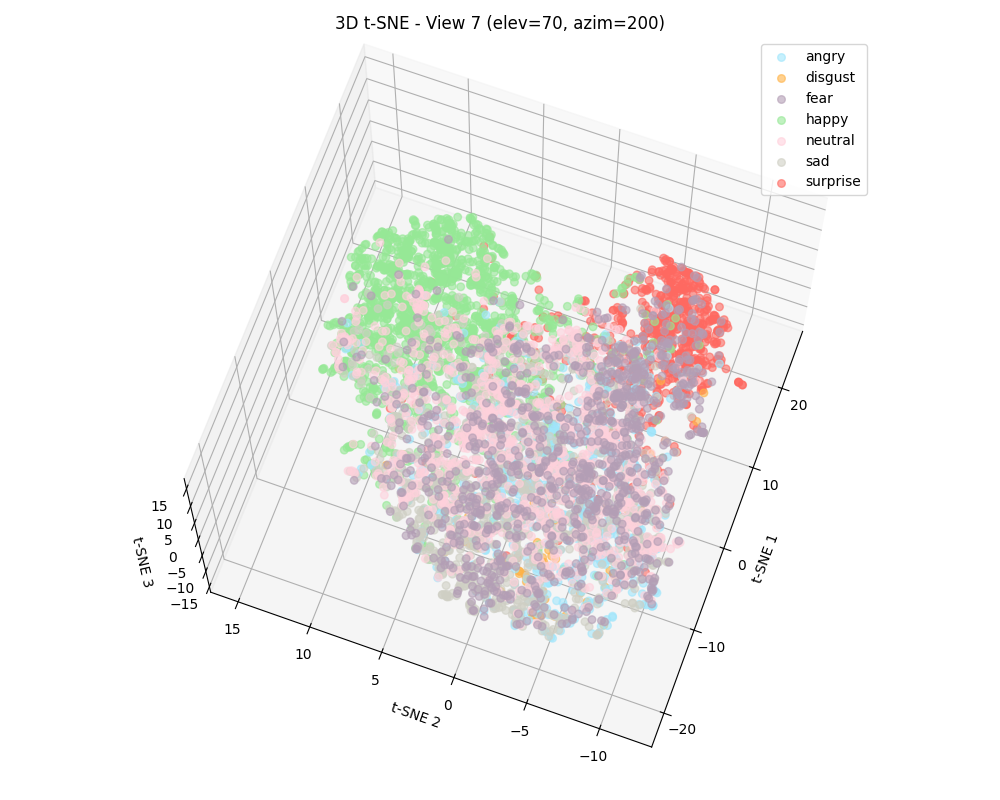 3D t-SNE - View 7 (elev=70, azim=200)
angry
disgust
fear
happy
neutral
sad
surprise
20
10
0
−10
−20
t-SNE 1
15
10
5
0
−5
−10
t-SNE 2
15
10
5
0
−5
−10
−15
t-SNE 3